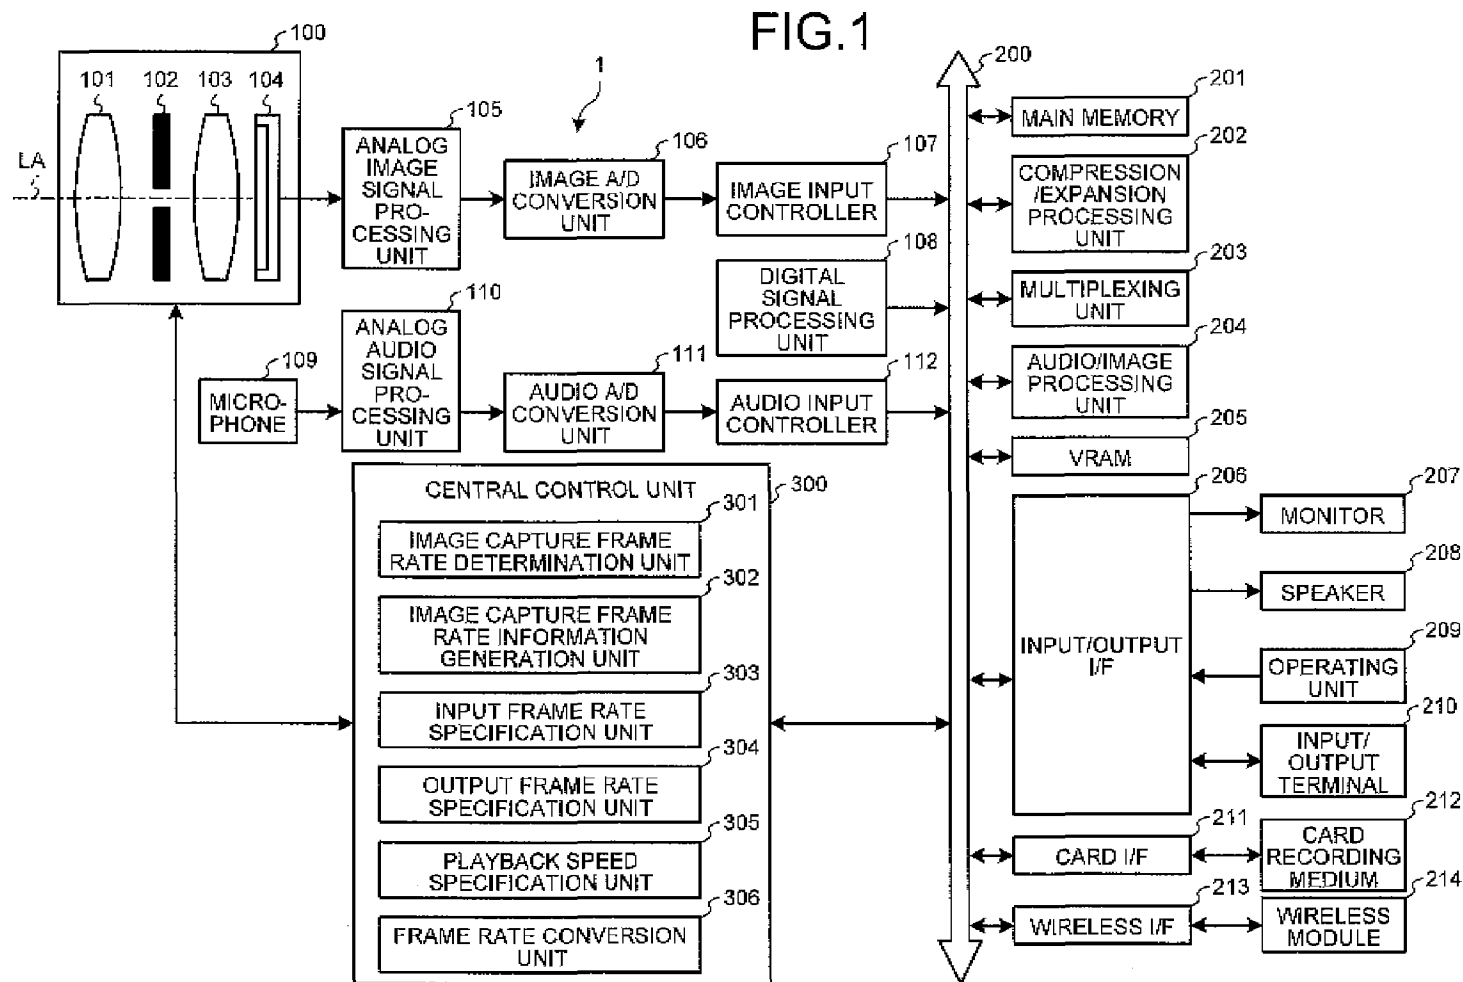 FIG.1
100
101
102
103
104
LA
1
105
ANALOG
IMAGE
SIGNAL
PRO-
CESSING
UNIT
106
IMAGE A/D
CONVERSION
UNIT
107
IMAGE INPUT
CONTROLLER
108
DIGITAL
SIGNAL
PROCESSING
UNIT
109
MICRO-
PHONE
110
ANALOG
AUDIO
SIGNAL
PRO-
CESSING
UNIT
111
AUDIO A/D
CONVERSION
UNIT
112
AUDIO INPUT
CONTROLLER
200
201
MAIN MEMORY
202
COMPRESSION
/EXPANSION
PROCESSING
UNIT
203
MULTIPLEXING
UNIT
204
AUDIO/IMAGE
PROCESSING
UNIT
205
VRAM
206
INPUT/OUTPUT
I/F
207
MONITOR
208
SPEAKER
209
OPERATING
UNIT
210
INPUT/
OUTPUT
TERMINAL
211
CARD I/F
212
CARD
RECORDING
MEDIUM
213
WIRELESS I/F
214
WIRELESS
MODULE
300
CENTRAL CONTROL UNIT
301
IMAGE CAPTURE FRAME
RATE DETERMINATION UNIT
302
IMAGE CAPTURE FRAME
RATE INFORMATION
GENERATION UNIT
303
INPUT FRAME RATE
SPECIFICATION UNIT
304
OUTPUT FRAME RATE
SPECIFICATION UNIT
305
PLAYBACK SPEED
SPECIFICATION UNIT
306
FRAME RATE CONVERSION
UNIT